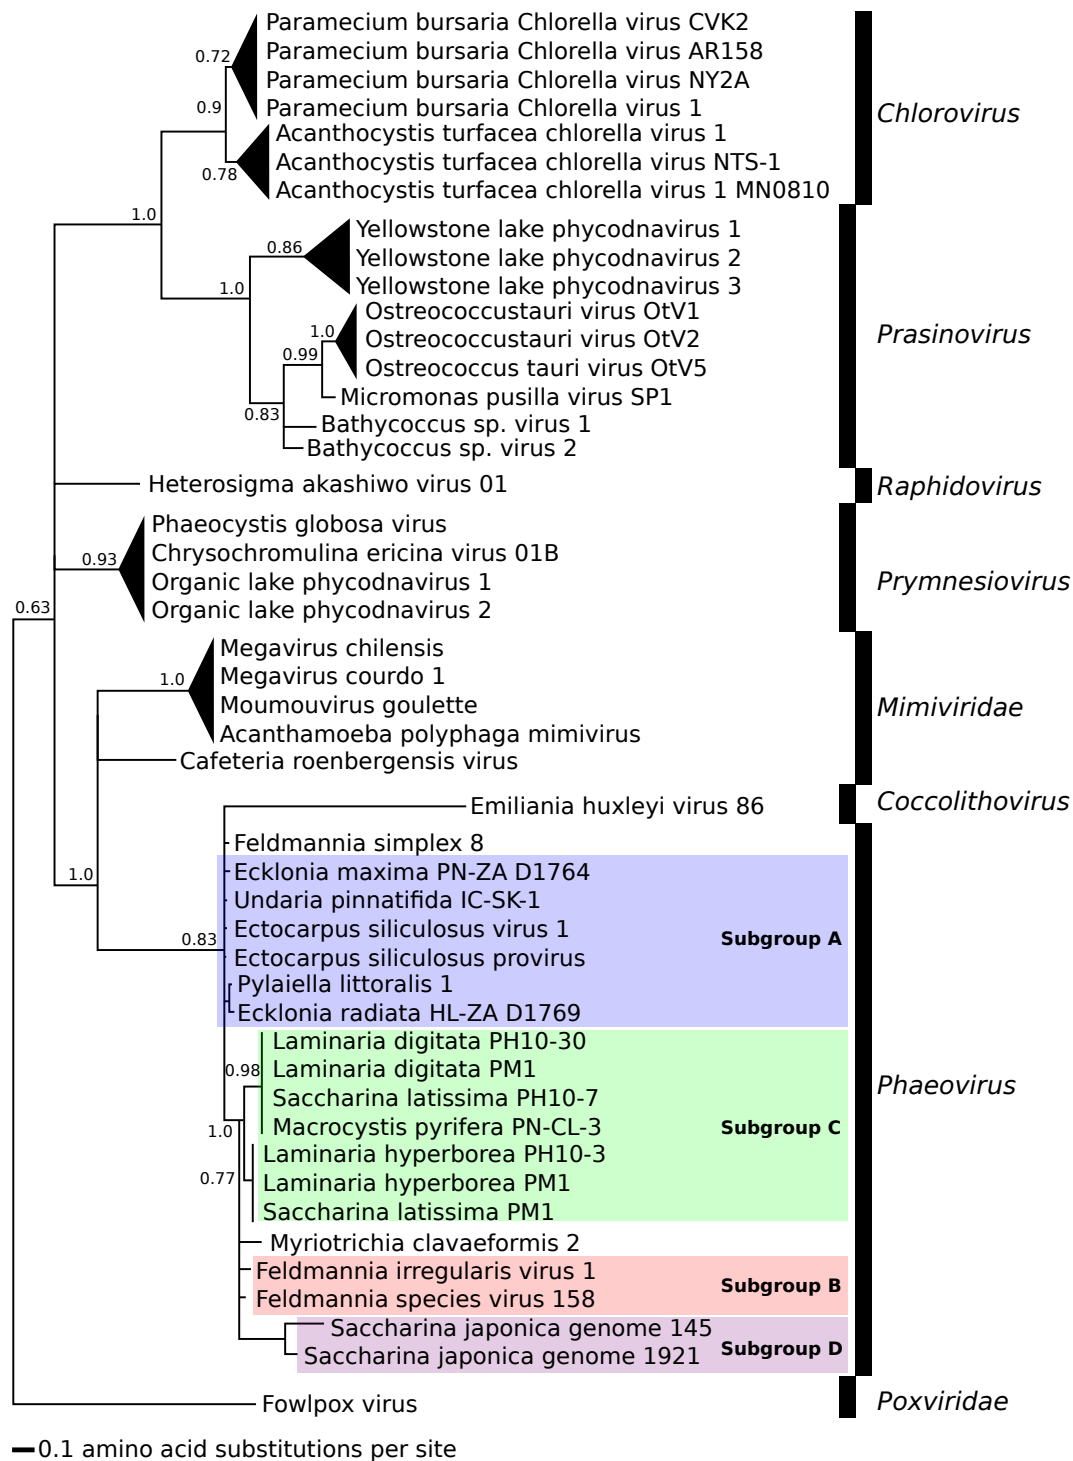 Paramecium bursaria Chlorella virus CVK2
0.72
Paramecium bursaria Chlorella virus AR158
Paramecium bursaria Chlorella virus NY2A
0.9
Paramecium bursaria Chlorella virus 1
Chlorovirus
Acanthocystis turfacea chlorella virus 1
Acanthocystis turfacea chlorella virus NTS-1
0.78
Acanthocystis turfacea chlorella virus 1 MN0810
1.0
Yellowstone lake phycodnavirus 1
0.86
Yellowstone lake phycodnavirus 2
1.0
Yellowstone lake phycodnavirus 3
Ostreococcustauri virus OtV1
1.0
Ostreococcustauri virus OtV2
Prasinovirus
0.99
Ostreococcus tauri virus OtV5
Micromonas pusilla virus SP1
0.83
Bathycoccus sp. virus 1
Bathycoccus sp. virus 2
Heterosigma akashiwo virus 01
Raphidovirus
Phaeocystis globosa virus
0.93
Chrysochromulina ericina virus 01B
Organic lake phycodnavirus 1
Prymnesiovirus
0.63
Organic lake phycodnavirus 2
Megavirus chilensis
1.0
Megavirus courdo 1
Moumouvirus goulette
Mimiviridae
Acanthamoeba polyphaga mimivirus
Cafeteria roenbergensis virus
Emiliania huxleyi virus 86
Coccolithovirus
Feldmannia simplex 8
1.0
Ecklonia maxima PN-ZA D1764
Undaria pinnatifida IC-SK-1
Ectocarpus siliculosus virus 1
0.83
Subgroup A
Ectocarpus siliculosus provirus
Pylaiella littoralis 1
Ecklonia radiata HL-ZA D1769
Laminaria digitata PH10-30
0.98
Laminaria digitata PM1
Phaeovirus
Saccharina latissima PH10-7
1.0
Macrocystis pyrifera PN-CL-3
Subgroup C
Laminaria hyperborea PH10-3
0.77
Laminaria hyperborea PM1
Saccharina latissima PM1
Myriotrichia clavaeformis 2
Feldmannia irregularis virus 1
Subgroup B
Feldmannia species virus 158
Saccharina japonica genome 145
Subgroup D
Saccharina japonica genome 1921
Fowlpox virus
Poxviridae
0.1 amino acid substitutions per site